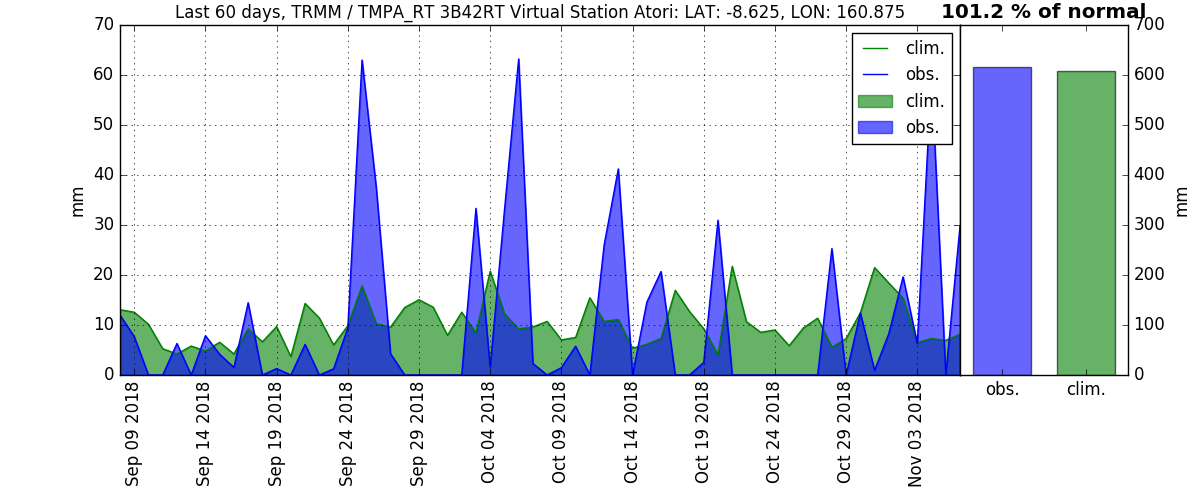 Last 60 days, TRMM / TMPA_RT 3B42RT Virtual Station Atori: LAT: -8.625, LON: 160.875
101.2 % of normal
70
60
50
40
30
20
10
0
mm
clim.
obs.
clim.
obs.
700
600
500
400
300
200
100
0
mm
obs.
clim.
Sep 09 2018
Sep 14 2018
Sep 19 2018
Sep 24 2018
Sep 29 2018
Oct 04 2018
Oct 09 2018
Oct 14 2018
Oct 19 2018
Oct 24 2018
Oct 29 2018
Nov 03 2018